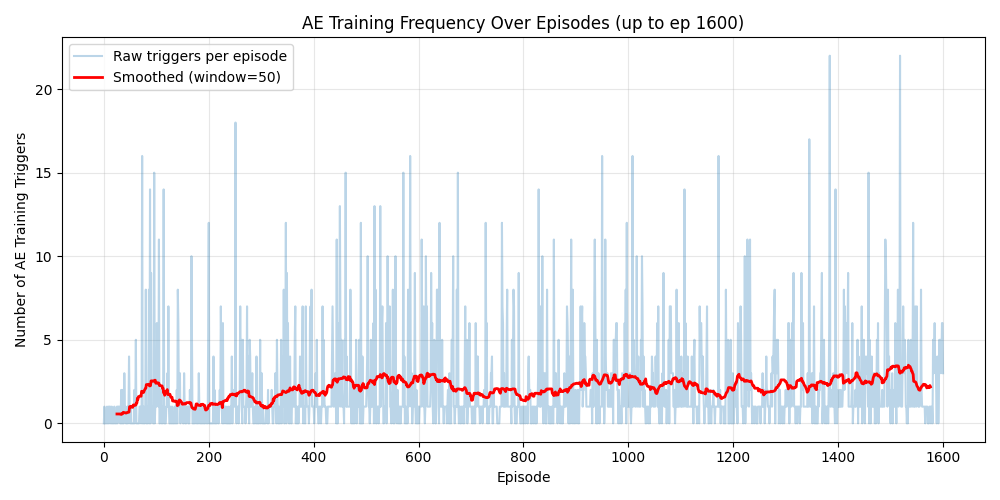 AE Training Frequency Over Episodes (up to ep 1600)
Raw triggers per episode
Smoothed (window=50)
Number of AE Training Triggers
20
15
10
5
0
0 200 400 600 800 1000 1200 1400 1600
Episode